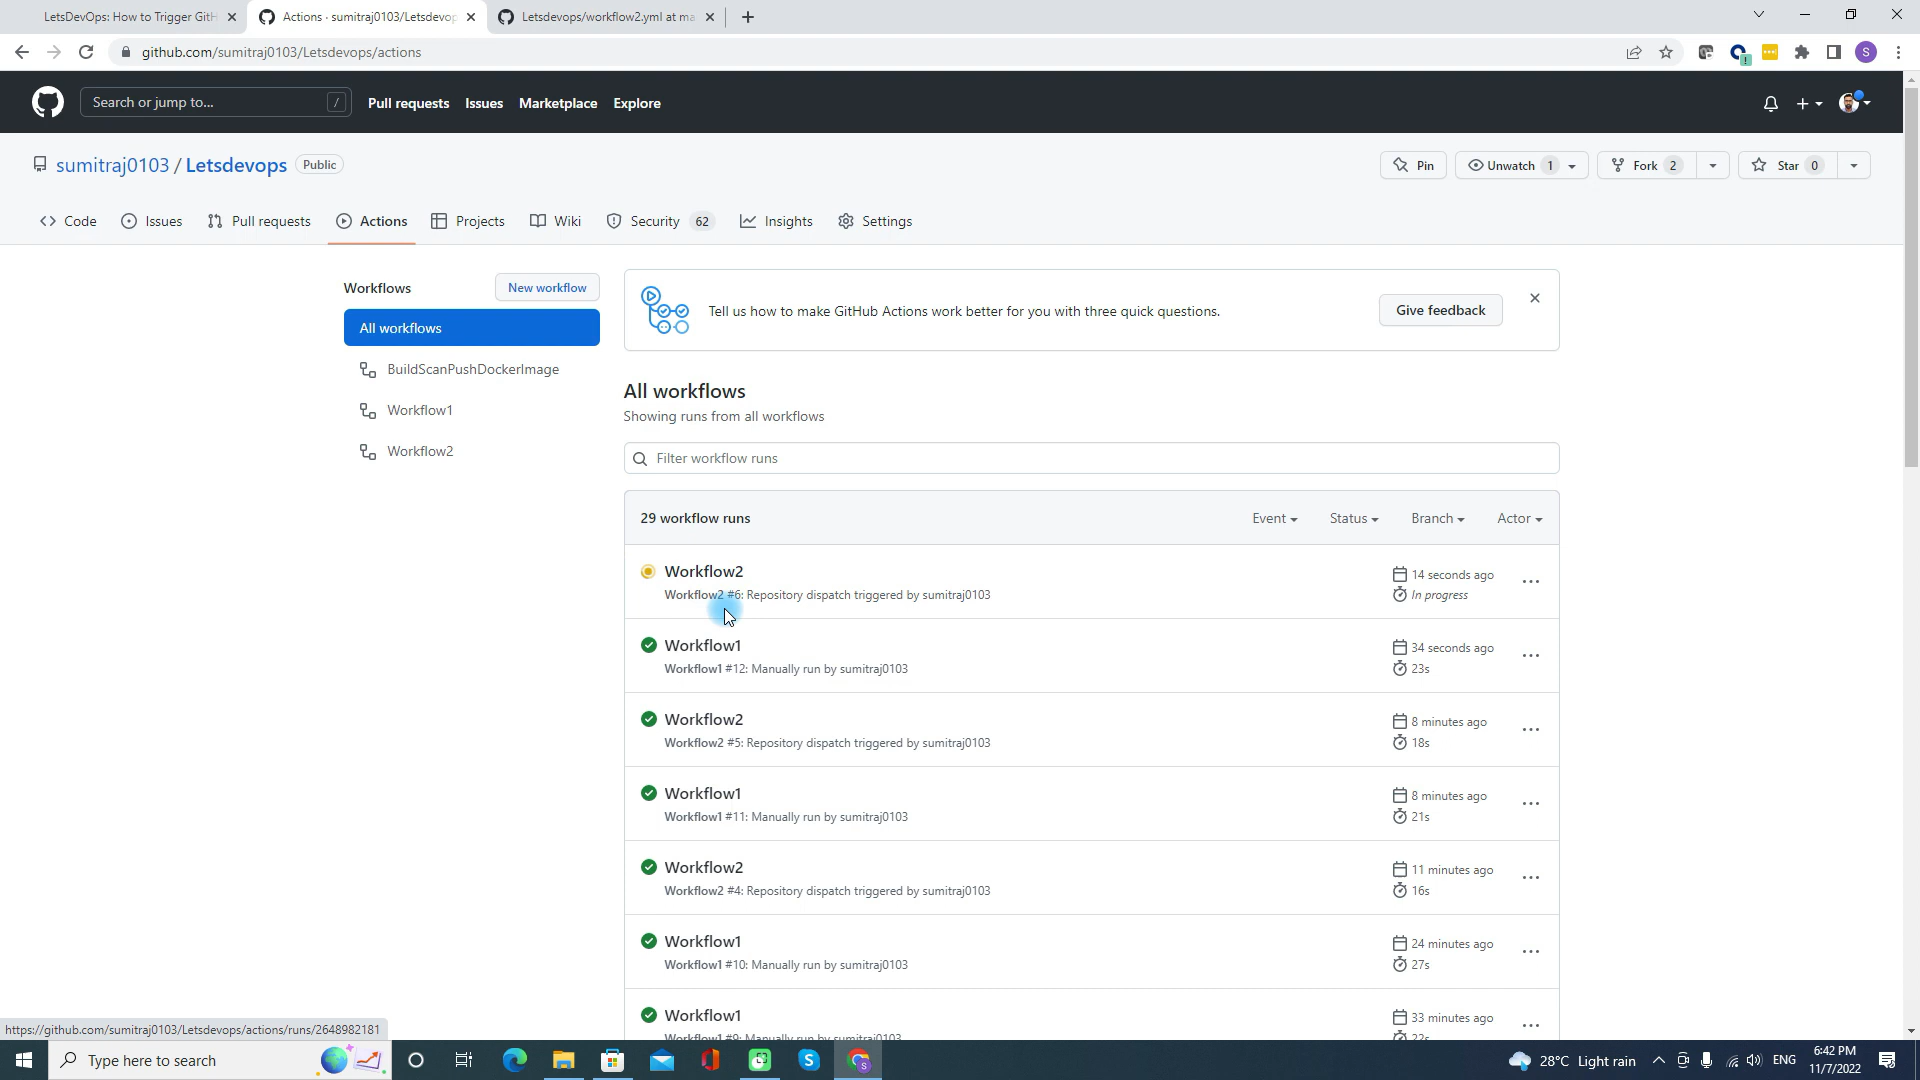 LetsDevOps: How to Trigger GitH
Actions · sumitraj0103/Letsdevop
Letsdevops/workflow2.yml at ma
github.com/sumitraj0103/Letsdevops/actions
S
Search or jump to...
/
Pull requests
Issues
Marketplace
Explore
sumitraj0103 / Letsdevops
Public
Pin
Unwatch 1
Fork 2
Star 0
Code
Issues
Pull requests
Actions
Projects
Wiki
Security 62
Insights
Settings
Workflows
New workflow
All workflows
BuildScanPushDockerImage
Workflow1
Workflow2
Tell us how to make GitHub Actions work better for you with three quick questions.
Give feedback
All workflows
Showing runs from all workflows
Filter workflow runs
29 workflow runs
Event
Status
Branch
Actor
Workflow2
Workflow2 #6: Repository dispatch triggered by sumitraj0103
14 seconds ago
In progress
Workflow1
Workflow1 #12: Manually run by sumitraj0103
34 seconds ago
23s
Workflow2
Workflow2 #5: Repository dispatch triggered by sumitraj0103
8 minutes ago
18s
Workflow1
Workflow1 #11: Manually run by sumitraj0103
8 minutes ago
21s
Workflow2
Workflow2 #4: Repository dispatch triggered by sumitraj0103
11 minutes ago
16s
Workflow1
Workflow1 #10: Manually run by sumitraj0103
24 minutes ago
27s
Workflow1
Workflow1 #9: Manually run by sumitraj0103
33 minutes ago
22s
https://github.com/sumitraj0103/Letsdevops/actions/runs/2648982181
Type here to search
28°C Light rain
ENG
6:42 PM
11/7/2022